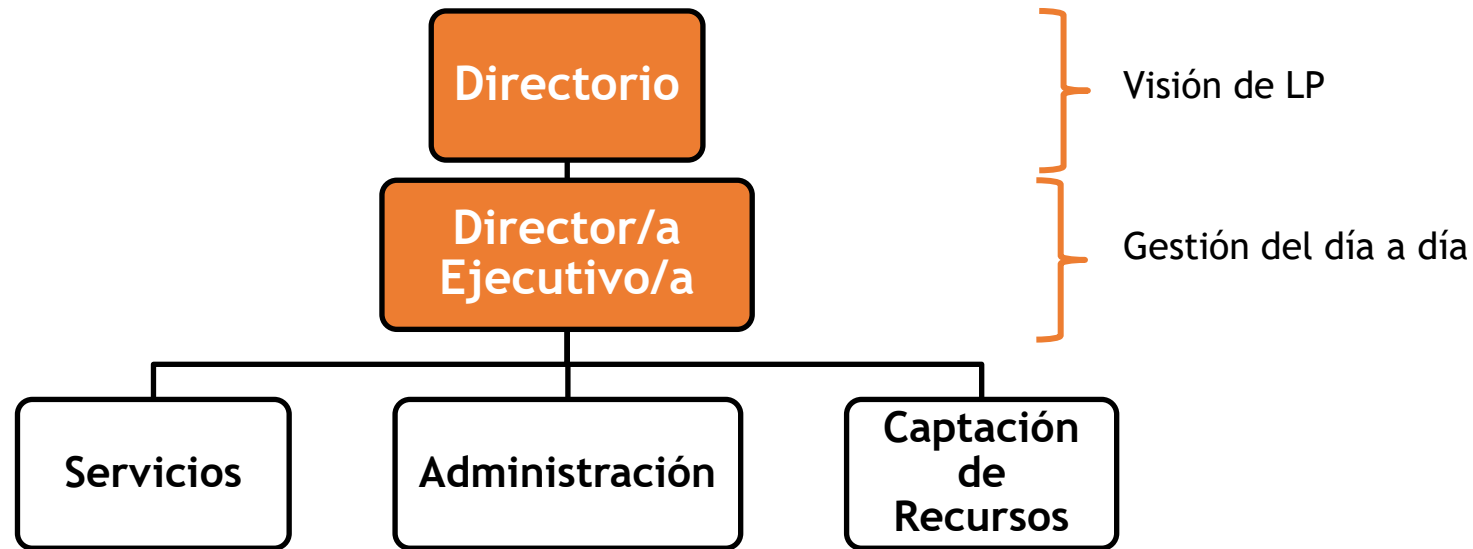 Directorio
Visión de LP
Director/a
Ejecutivo/a
Gestión del día a día
Servicios
Administración
Captación
de
Recursos